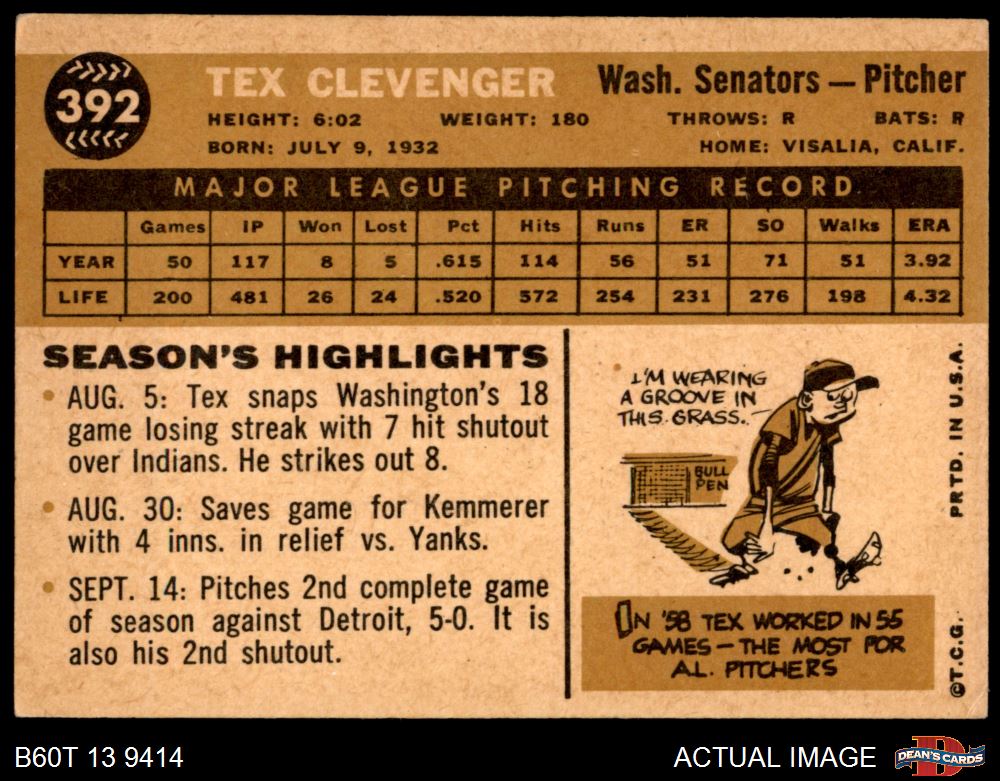 392
TEX CLEVENGER
Wash. Senators — Pitcher
HEIGHT: 6:02 WEIGHT: 180 THROWS: R BATS: R
BORN: JULY 9, 1932 HOME: VISALIA, CALIF.
MAJOR LEAGUE PITCHING RECORD
Games IP Won Lost Pct Hits Runs ER SO Walks ERA
YEAR 50 117 8 5 .615 114 56 51 71 51 3.92
LIFE 200 481 26 24 .520 572 254 231 276 198 4.32
SEASON'S HIGHLIGHTS
• AUG. 5: Tex snaps Washington's 18
game losing streak with 7 hit shutout
over Indians. He strikes out 8.
• AUG. 30: Saves game for Kemmerer
with 4 inns. in relief vs. Yanks.
• SEPT. 14: Pitches 2nd complete game
of season against Detroit, 5-0. It is
also his 2nd shutout.
I'M WEARING
A GROOVE IN
THIS GRASS..
BULL
PEN
ON '58 TEX WORKED IN 55
GAMES — THE MOST FOR
A.L. PITCHERS
PRTD. IN U.S.A.
©T.C.G.
B60T 13 9414
ACTUAL IMAGE
D
DEAN'S CARDS